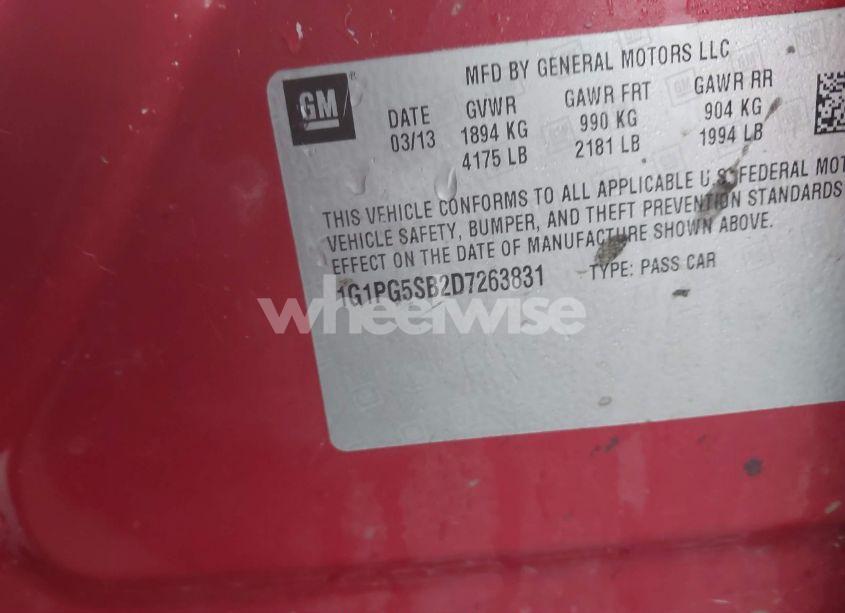 MFD BY GENERAL MOTORS LLC
GM
DATE GVWR GAWR FRT GAWR RR
03/13 1894 KG 990 KG 904 KG
4175 LB 2181 LB 1994 LB
THIS VEHICLE CONFORMS TO ALL APPLICABLE U.S. FEDERAL MOT
VEHICLE SAFETY, BUMPER, AND THEFT PREVENTION STANDARDS
EFFECT ON THE DATE OF MANUFACTURE SHOWN ABOVE.
1G1PG5SB2D7263831 TYPE: PASS CAR
wheelwise